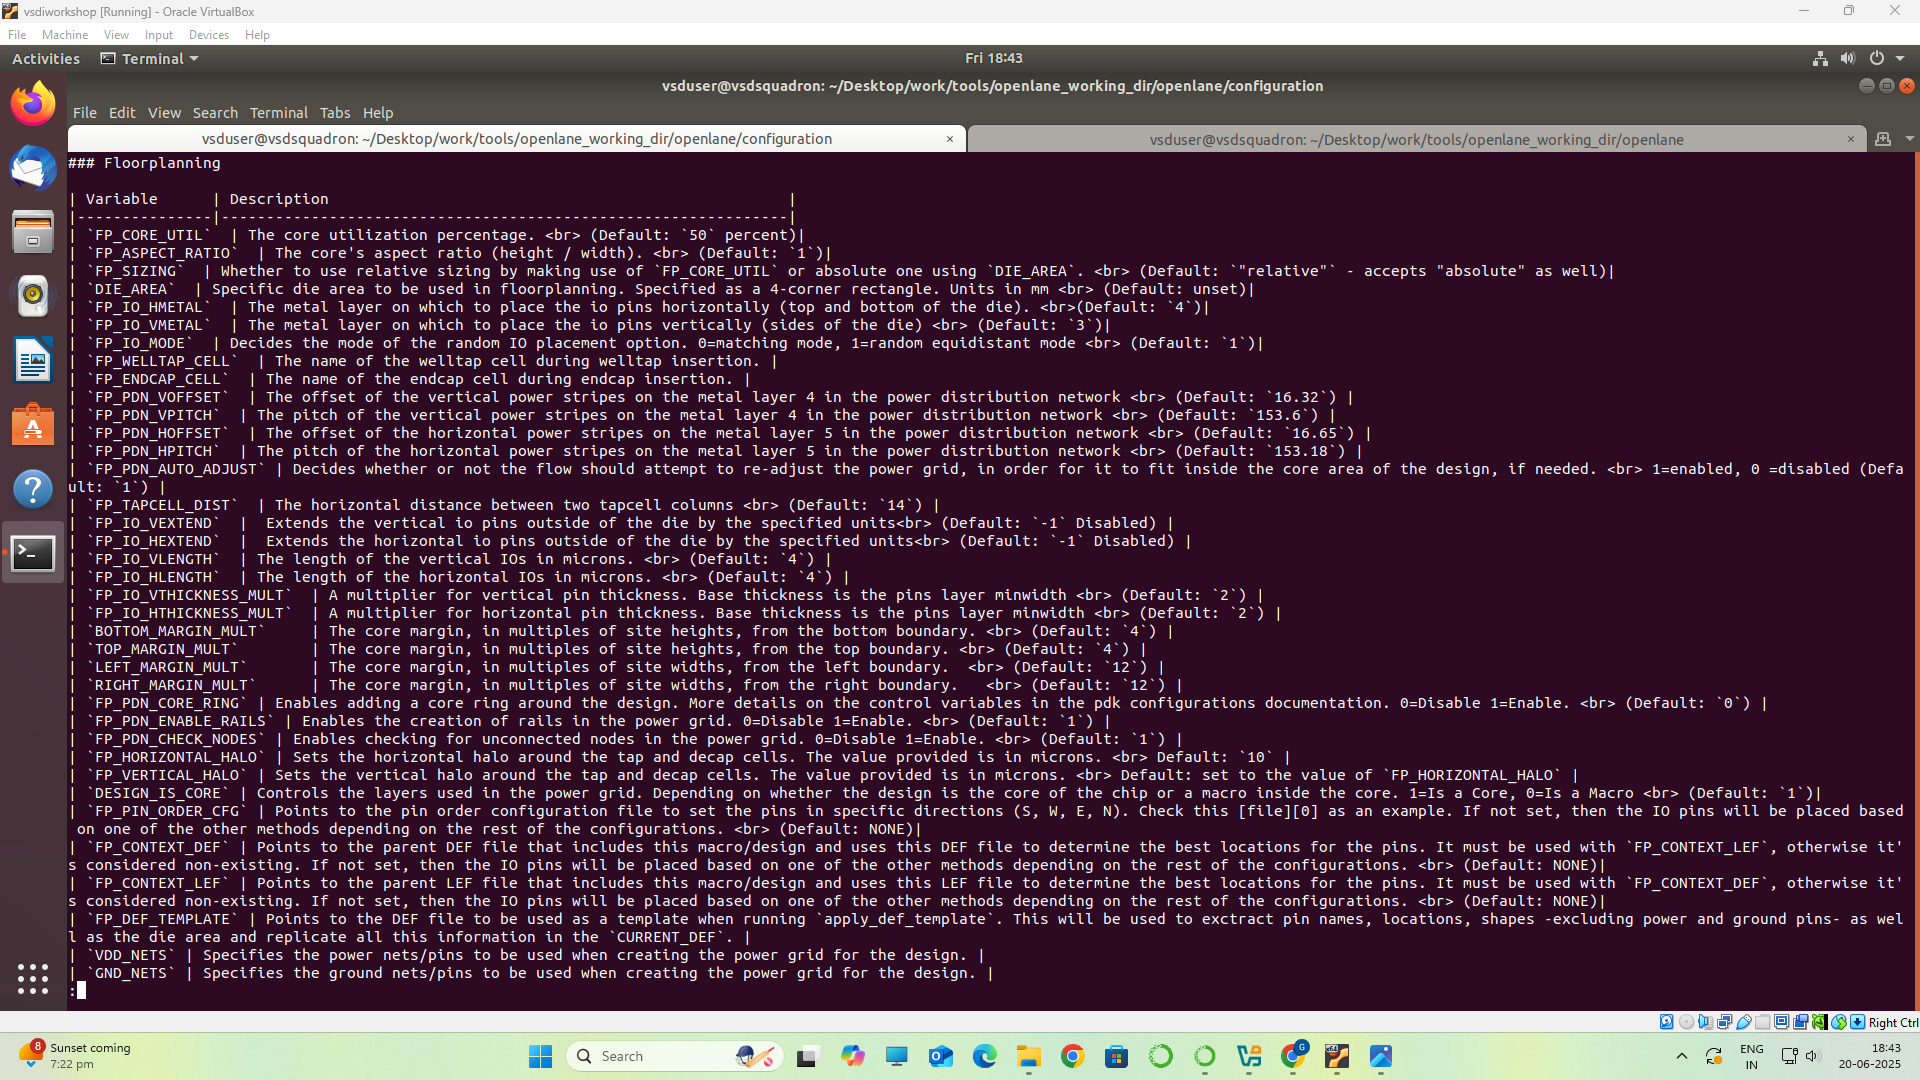 vsdiworkshop [Running] - Oracle VirtualBox
File Machine View Input Devices Help
Activities Terminal Fri 18:43
vsduser@vsdsquadron: ~/Desktop/work/tools/openlane_working_dir/openlane/configuration
File Edit View Search Terminal Tabs Help
vsduser@vsdsquadron: ~/Desktop/work/tools/openlane_working_dir/openlane/configuration × vsduser@vsdsquadron: ~/Desktop/work/tools/openlane_working_dir/openlane ×
### Floorplanning
| Variable      | Description                                                   |
|---------------|---------------------------------------------------------------|
| `FP_CORE_UTIL`  | The core utilization percentage. <br> (Default: `50` percent)|
| `FP_ASPECT_RATIO`  | The core's aspect ratio (height / width). <br> (Default: `1`)|
| `FP_SIZING`  | Whether to use relative sizing by making use of `FP_CORE_UTIL` or absolute one using `DIE_AREA`. <br> (Default: `"relative"` - accepts "absolute" as well)|
| `DIE_AREA`  | Specific die area to be used in floorplanning. Specified as a 4-corner rectangle. Units in mm <br> (Default: unset)|
| `FP_IO_HMETAL`  | The metal layer on which to place the io pins horizontally (top and bottom of the die). <br>(Default: `4`)|
| `FP_IO_VMETAL`  | The metal layer on which to place the io pins vertically (sides of the die) <br> (Default: `3`)|
| `FP_IO_MODE`  | Decides the mode of the random IO placement option. 0=matching mode, 1=random equidistant mode <br> (Default: `1`)|
| `FP_WELLTAP_CELL`  | The name of the welltap cell during welltap insertion. |
| `FP_ENDCAP_CELL`  | The name of the endcap cell during endcap insertion. |
| `FP_PDN_VOFFSET`  | The offset of the vertical power stripes on the metal layer 4 in the power distribution network <br> (Default: `16.32`) |
| `FP_PDN_VPITCH`  | The pitch of the vertical power stripes on the metal layer 4 in the power distribution network <br> (Default: `153.6`) |
| `FP_PDN_HOFFSET`  | The offset of the horizontal power stripes on the metal layer 5 in the power distribution network <br> (Default: `16.65`) |
| `FP_PDN_HPITCH`  | The pitch of the horizontal power stripes on the metal layer 5 in the power distribution network <br> (Default: `153.18`) |
| `FP_PDN_AUTO_ADJUST` | Decides whether or not the flow should attempt to re-adjust the power grid, in order for it to fit inside the core area of the design, if needed. <br> 1=enabled, 0 =disabled (Defa
ult: `1`) |
| `FP_TAPCELL_DIST`  | The horizontal distance between two tapcell columns <br> (Default: `14`) |
| `FP_IO_VEXTEND`  |  Extends the vertical io pins outside of the die by the specified units<br> (Default: `-1` Disabled) |
| `FP_IO_HEXTEND`  |  Extends the horizontal io pins outside of the die by the specified units<br> (Default: `-1` Disabled) |
| `FP_IO_VLENGTH`  | The length of the vertical IOs in microns. <br> (Default: `4`) |
| `FP_IO_HLENGTH`  | The length of the horizontal IOs in microns. <br> (Default: `4`) |
| `FP_IO_VTHICKNESS_MULT`  | A multiplier for vertical pin thickness. Base thickness is the pins layer minwidth <br> (Default: `2`) |
| `FP_IO_HTHICKNESS_MULT`  | A multiplier for horizontal pin thickness. Base thickness is the pins layer minwidth <br> (Default: `2`) |
| `BOTTOM_MARGIN_MULT`     | The core margin, in multiples of site heights, from the bottom boundary. <br> (Default: `4`) |
| `TOP_MARGIN_MULT`        | The core margin, in multiples of site heights, from the top boundary. <br> (Default: `4`) |
| `LEFT_MARGIN_MULT`       | The core margin, in multiples of site widths, from the left boundary.  <br> (Default: `12`) |
| `RIGHT_MARGIN_MULT`      | The core margin, in multiples of site widths, from the right boundary.   <br> (Default: `12`) |
| `FP_PDN_CORE_RING` | Enables adding a core ring around the design. More details on the control variables in the pdk configurations documentation. 0=Disable 1=Enable. <br> (Default: `0`) |
| `FP_PDN_ENABLE_RAILS` | Enables the creation of rails in the power grid. 0=Disable 1=Enable. <br> (Default: `1`) |
| `FP_PDN_CHECK_NODES` | Enables checking for unconnected nodes in the power grid. 0=Disable 1=Enable. <br> (Default: `1`) |
| `FP_HORIZONTAL_HALO` | Sets the horizontal halo around the tap and decap cells. The value provided is in microns. <br> Default: `10` |
| `FP_VERTICAL_HALO` | Sets the vertical halo around the tap and decap cells. The value provided is in microns. <br> Default: set to the value of `FP_HORIZONTAL_HALO` |
| `DESIGN_IS_CORE` | Controls the layers used in the power grid. Depending on whether the design is the core of the chip or a macro inside the core. 1=Is a Core, 0=Is a Macro <br> (Default: `1`)|
| `FP_PIN_ORDER_CFG` | Points to the pin order configuration file to set the pins in specific directions (S, W, E, N). Check this [file][0] as an example. If not set, then the IO pins will be placed based
 on one of the other methods depending on the rest of the configurations. <br> (Default: NONE)|
| `FP_CONTEXT_DEF` | Points to the parent DEF file that includes this macro/design and uses this DEF file to determine the best locations for the pins. It must be used with `FP_CONTEXT_LEF`, otherwise it'
s considered non-existing. If not set, then the IO pins will be placed based on one of the other methods depending on the rest of the configurations. <br> (Default: NONE)|
| `FP_CONTEXT_LEF` | Points to the parent LEF file that includes this macro/design and uses this LEF file to determine the best locations for the pins. It must be used with `FP_CONTEXT_DEF`, otherwise it'
s considered non-existing. If not set, then the IO pins will be placed based on one of the other methods depending on the rest of the configurations. <br> (Default: NONE)|
| `FP_DEF_TEMPLATE` | Points to the DEF file to be used as a template when running `apply_def_template`. This will be used to exctract pin names, locations, shapes -excluding power and ground pins- as wel
l as the die area and replicate all this information in the `CURRENT_DEF`. |
| `VDD_NETS` | Specifies the power nets/pins to be used when creating the power grid for the design. |
| `GND_NETS` | Specifies the ground nets/pins to be used when creating the power grid for the design. |
:
Right Ctrl
8 Sunset coming
7:22 pm
Search
G
ENG
IN
18:43
20-06-2025